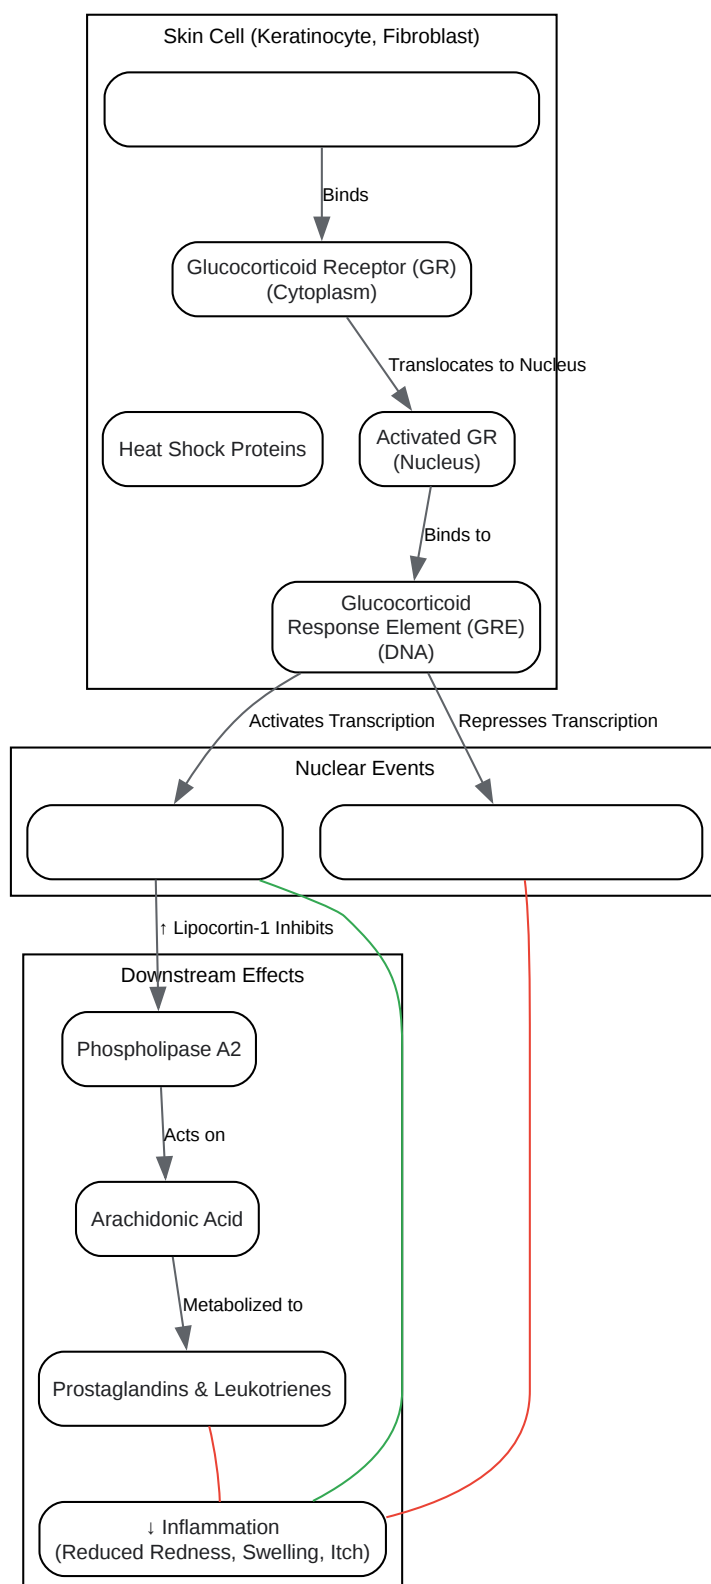 Skin Cell (Keratinocyte, Fibroblast)
Binds
Glucocorticoid Receptor (GR)
(Cytoplasm)
Translocates to Nucleus
Heat Shock Proteins
Activated GR
(Nucleus)
Binds to
Glucocorticoid
Response Element (GRE)
(DNA)
Activates Transcription
Represses Transcription
Nuclear Events
↑ Lipocortin-1 Inhibits
Downstream Effects
Phospholipase A2
Acts on
Arachidonic Acid
Metabolized to
Prostaglandins & Leukotrienes
↓ Inflammation
(Reduced Redness, Swelling, Itch)